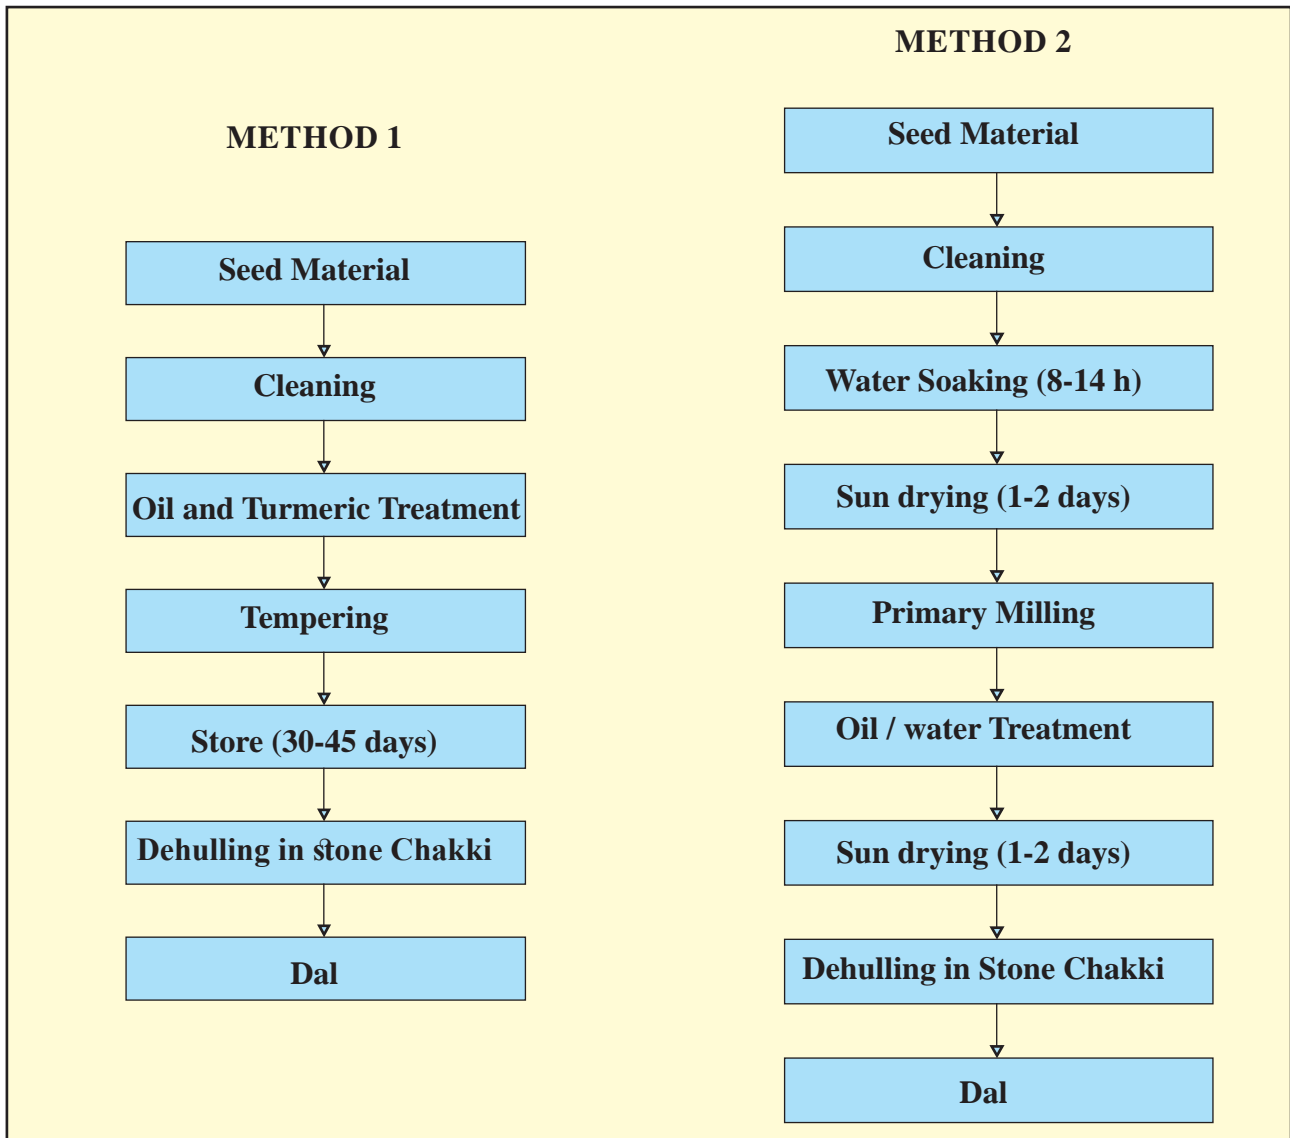 METHOD 1
Seed Material
Cleaning
Oil and Turmeric Treatment
Tempering
Store (30-45 days)
Dehulling in stone Chakki
Dal
METHOD 2
Seed Material
Cleaning
Water Soaking (8-14 h)
Sun drying (1-2 days)
Primary Milling
Oil / water Treatment
Sun drying (1-2 days)
Dehulling in Stone Chakki
Dal